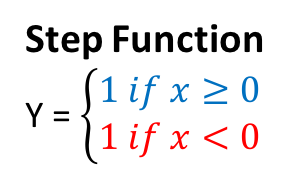 Step Function
Y = {
1 if x ≥ 0
1 if x < 0